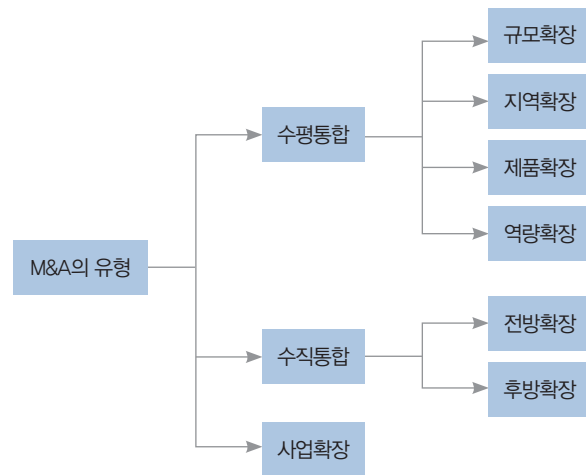 M&A의 유형
수평통합
규모확장
지역확장
제품확장
역량확장
수직통합
전방확장
후방확장
사업확장